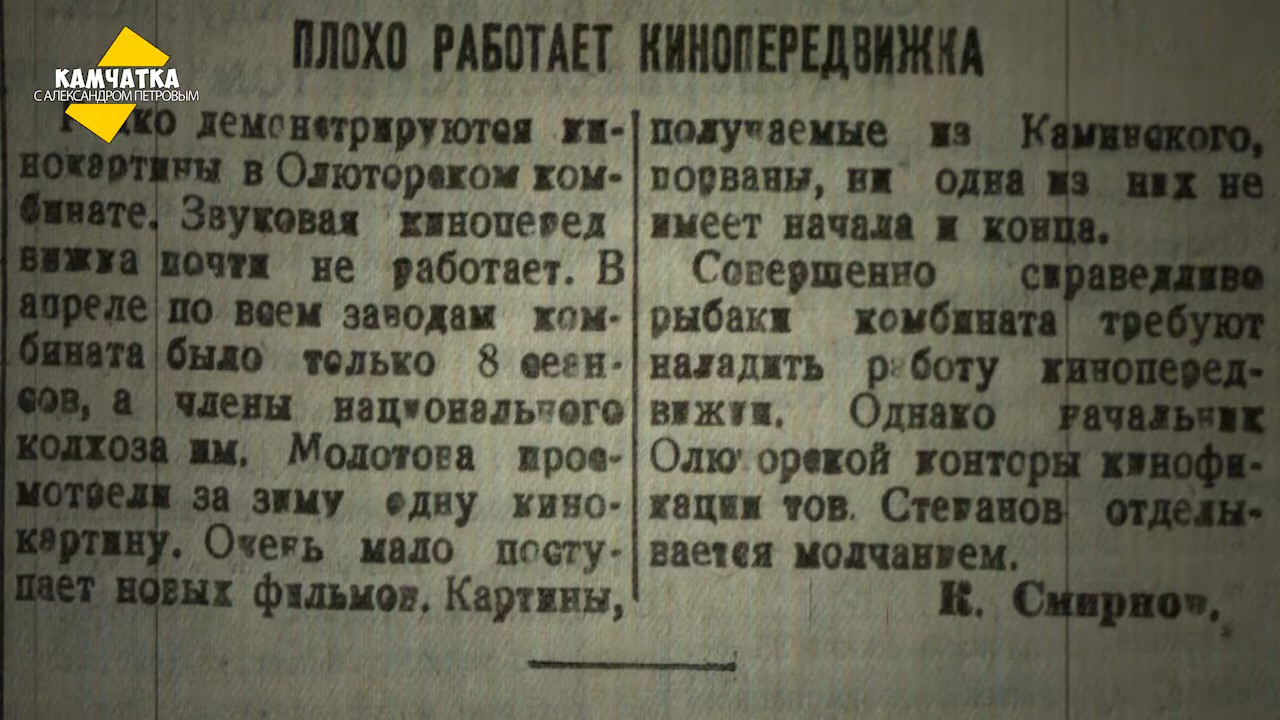 ПЛОХО РАБОТАЕТ КИНОПЕРЕДВИЖКА
КАМЧАТКА
С АЛЕКСАНДРОМ ПЕТРОВЫМ
демонстрируются ки-
нокартины в Олюторском ком-
бинате. Звуковая киноперед
вижка почти не работает. В
апреле по всем заводам ком-
бината было только 8 сеан-
сов, а члены национального
колхоза им. Молотова прос-
мотрели за зиму одну кино-
картину. Очень мало посту-
пает новых фильмов. Картины,
получаемые из Каминского,
порваны, ни одна из них не
имеет начала и конца.
Совершенно справедливо
рыбаки комбината требуют
наладить работу киноперед-
вижки. Однако начальник
Олюторской конторы кинофи-
кации тов. Степанов отделы-
вается молчанием.
К. Смирнов.